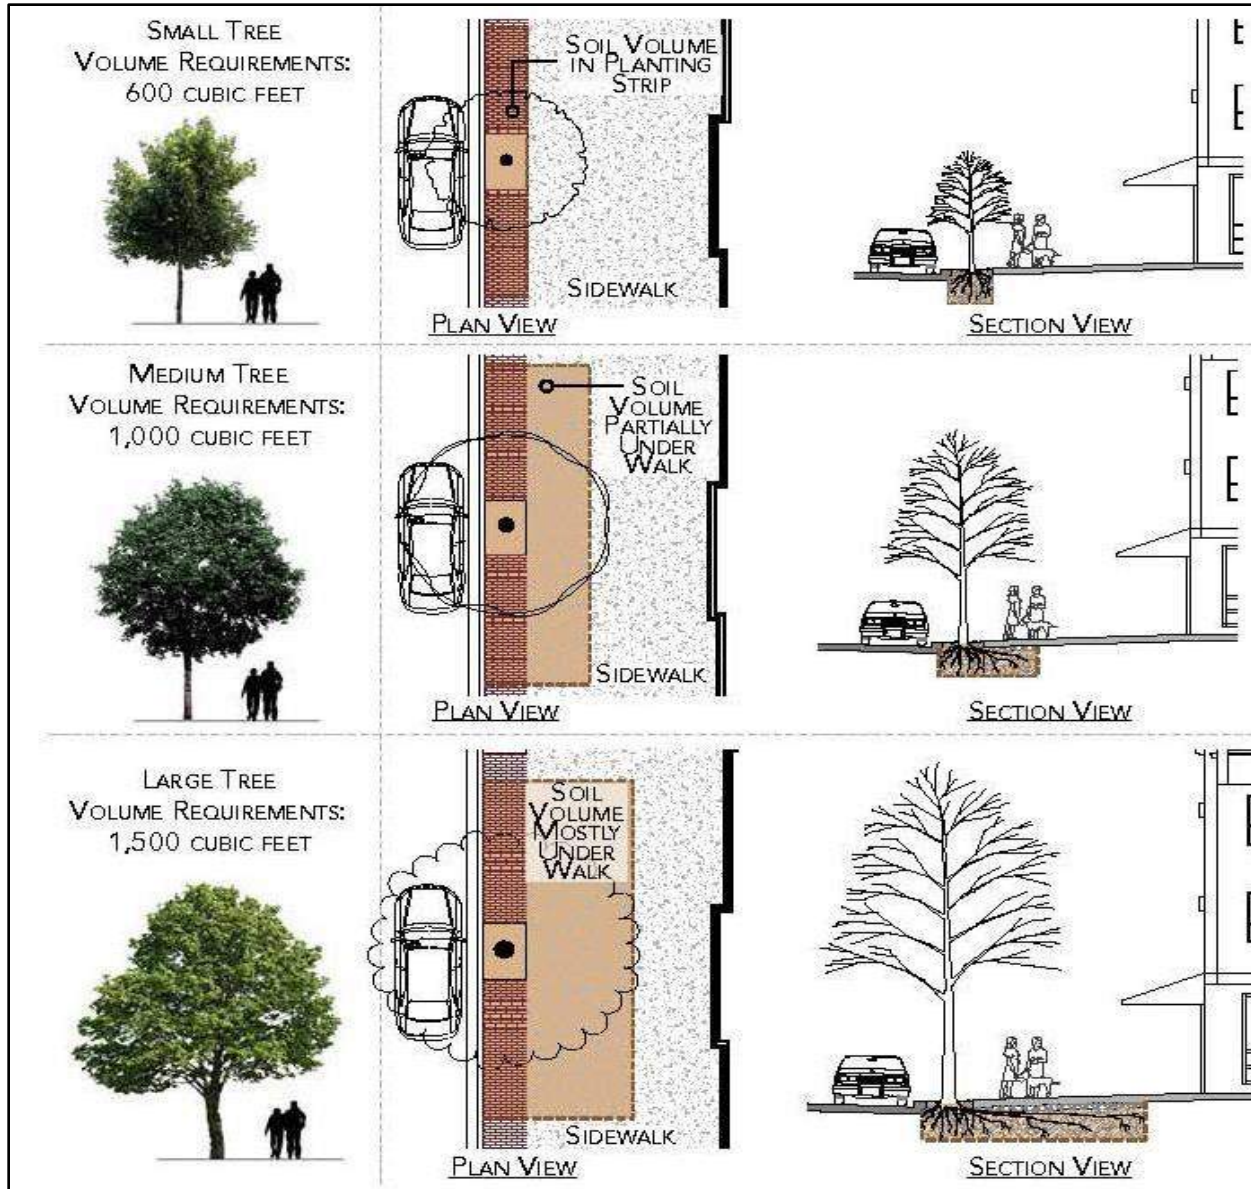 SMALL TREE
VOLUME REQUIREMENTS:
600 CUBIC FEET
SOIL VOLUME
IN PLANTING
STRIP
SIDEWALK
PLAN VIEW
SECTION VIEW
MEDIUM TREE
VOLUME REQUIREMENTS:
1,000 CUBIC FEET
SOIL
VOLUME
PARTIALLY
UNDER
WALK
SIDEWALK
PLAN VIEW
SECTION VIEW
LARGE TREE
VOLUME REQUIREMENTS:
1,500 CUBIC FEET
SOIL
VOLUME
MOSTLY
UNDER
WALK
SIDEWALK
PLAN VIEW
SECTION VIEW